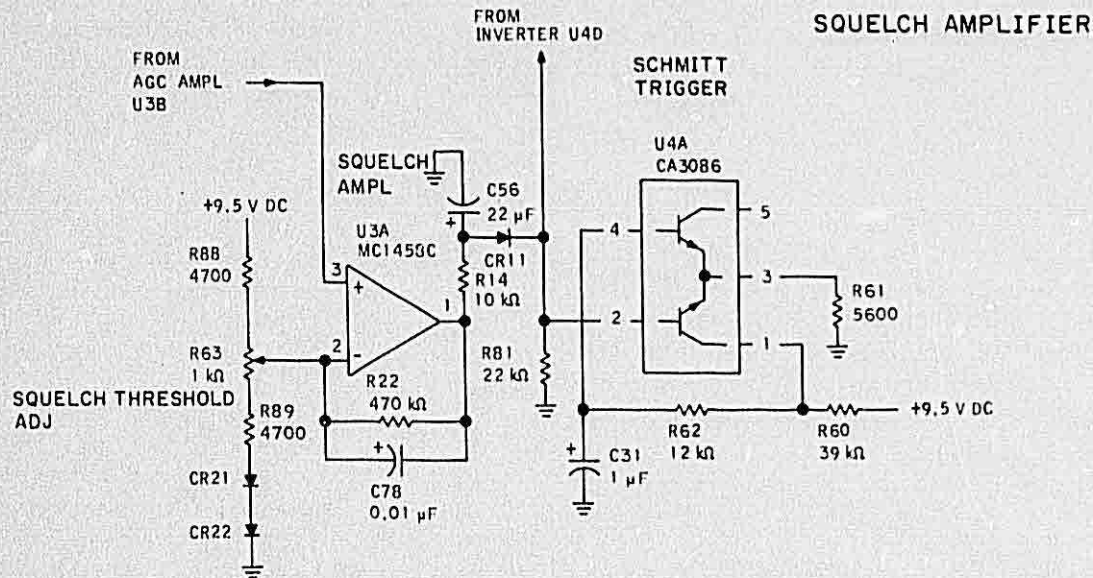 SQUELCH AMPLIFIER
FROM
INVERTER U4D
FROM
AGC AMPL
U3B
SCHMITT
TRIGGER
U4A
CA3086
SQUELCH
AMPL
C56
22 µF
+
+9.5 V DC
U3A
MC1458C
R88
4700
3
+
CR11
R14
10 kΩ
1
4
5
3
2
1
R61
5600
R63
1 kΩ
2
-
R81
22 kΩ
SQUELCH THRESHOLD
ADJ
R22
470 kΩ
R89
4700
+9.5 V DC
R62
12 kΩ
R60
39 kΩ
+
C78
0.01 µF
+
C31
1 µF
CR21
CR22